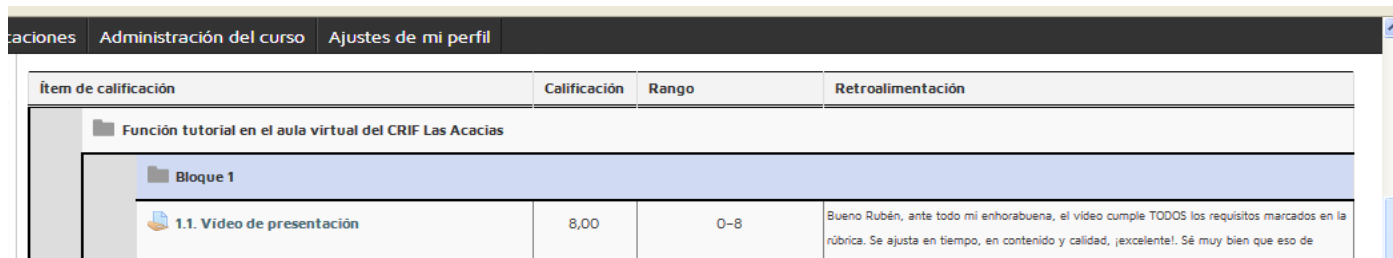 Administración del curso Ajustes de mi perfil
Ítem de calificación Calificación Rango Retroalimentación
Función tutorial en el aula virtual del CRIF Las Acacias
Bloque 1
1.1. Vídeo de presentación 8,00 0–8 Bueno Rubén, ante todo mi enhorabuena, el vídeo cumple TODOS los requisitos marcados en la
rúbrica. Se ajusta en tiempo, en contenido y calidad, ¡excelente!. Sé muy bien que eso de